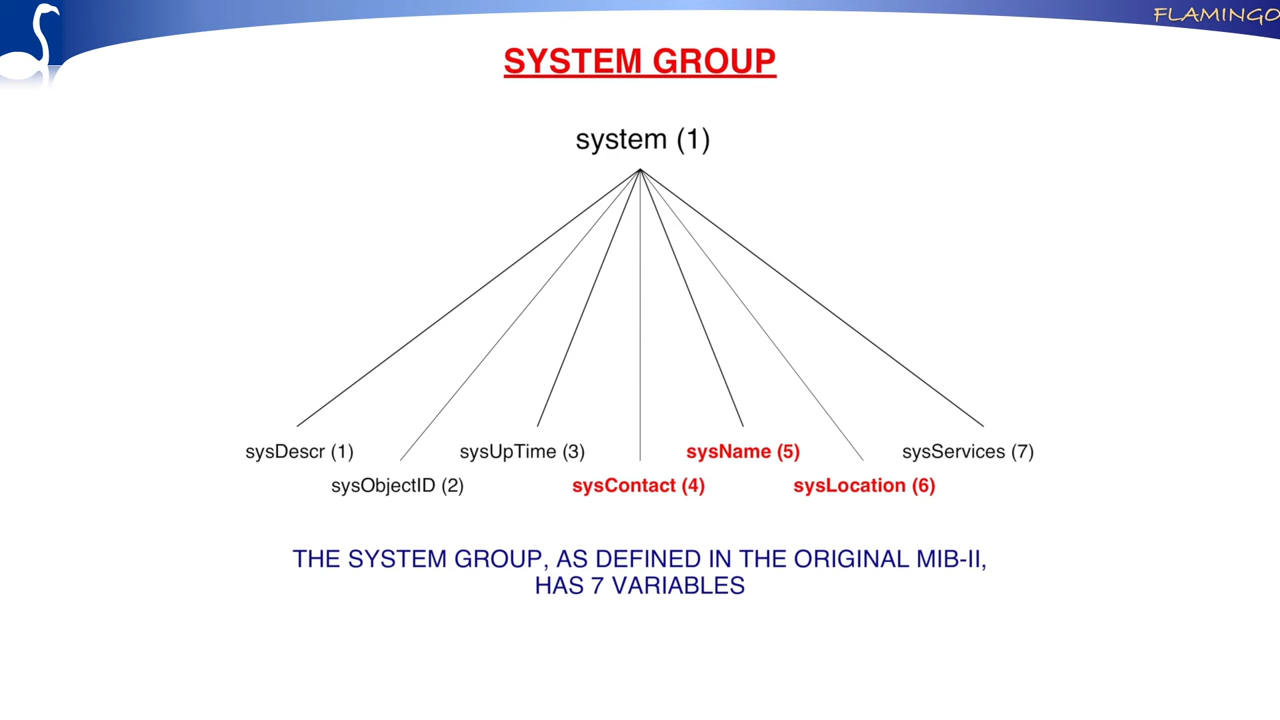 FLAMINGO
SYSTEM GROUP
system (1)
sysDescr (1)
sysUpTime (3)
sysName (5)
sysServices (7)
sysObjectID (2)
sysContact (4)
sysLocation (6)
THE SYSTEM GROUP, AS DEFINED IN THE ORIGINAL MIB-II,
HAS 7 VARIABLES